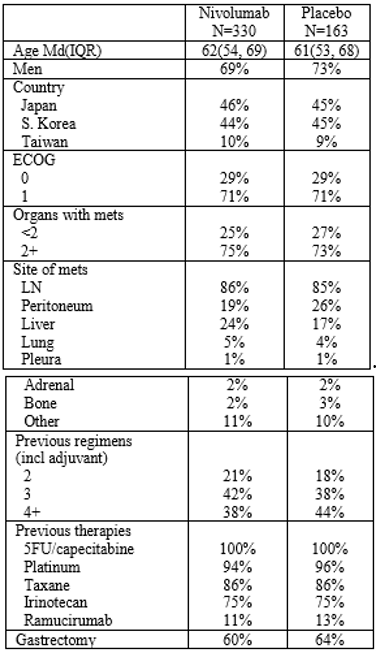 Nivolumab Placebo
N=330 N=163
Age Md(IQR) 62(54, 69) 61(53, 68)
Men 69% 73%
Country
Japan 46% 45%
S. Korea 44% 45%
Taiwan 10% 9%
ECOG
0 29% 29%
1 71% 71%
Organs with mets
<2 25% 27%
2+ 75% 73%
Site of mets
LN 86% 85%
Peritoneum 19% 26%
Liver 24% 17%
Lung 5% 4%
Pleura 1% 1%
.
Adrenal 2% 2%
Bone 2% 3%
Other 11% 10%
Previous regimens
(incl adjuvant)
2 21% 18%
3 42% 38%
4+ 38% 44%
Previous therapies
5FU/capecitabine 100% 100%
Platinum 94% 96%
Taxane 86% 86%
Irinotecan 75% 75%
Ramucirumab 11% 13%
Gastrectomy 60% 64%